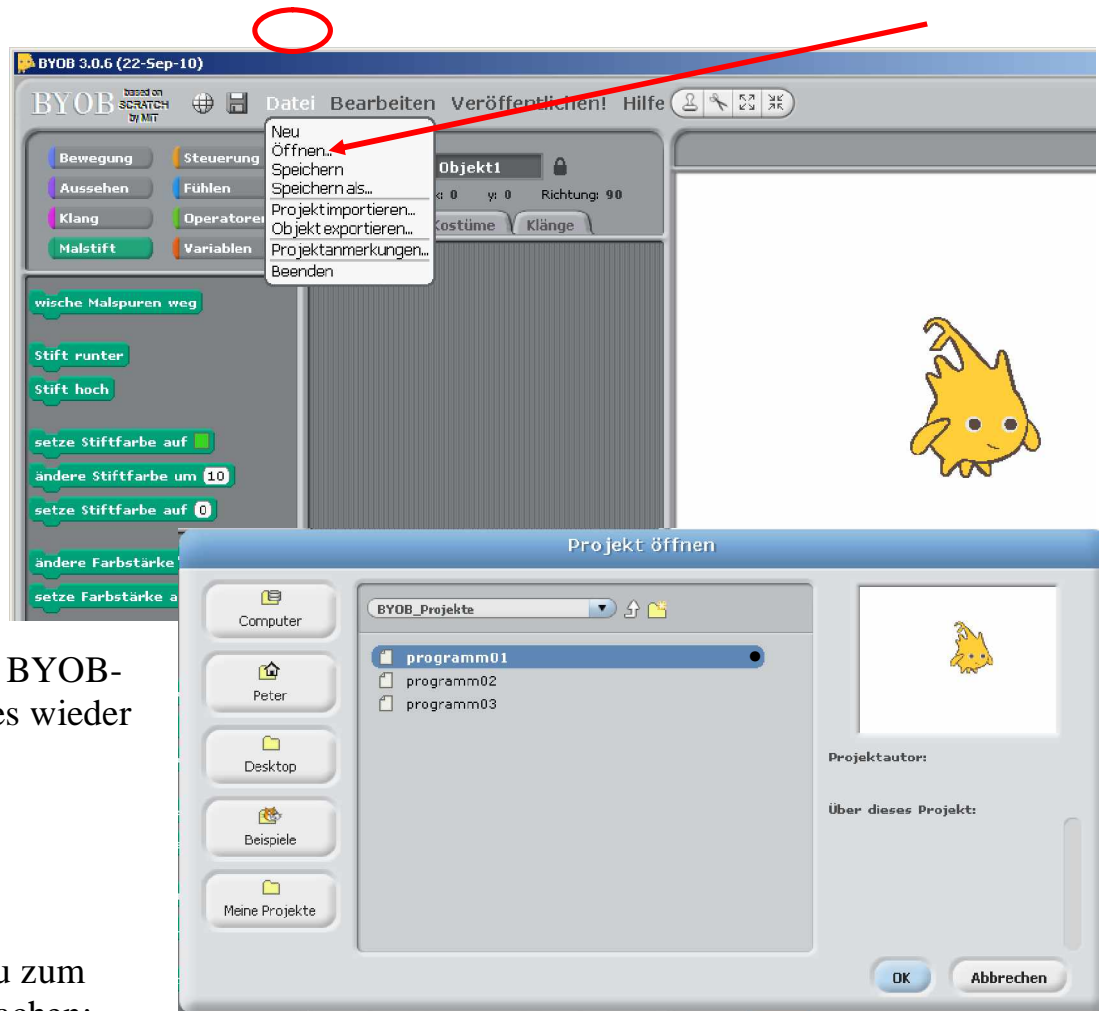 BYOB 3.0.6 (22-Sep-10)
BYOB based on SCRATCH by MIT Datei Bearbeiten Veröffentlichen! Hilfe
Neu
Öffnen...
Speichern
Speichern als...
Projekt importieren...
Objekt exportieren...
Projektanmerkungen...
Beenden
Bewegung Steuerung
Aussehen Fühlen
Klang Operatoren
Malstift Variablen
Objekt1
x: 0 y: 0 Richtung: 90
Kostüme Klänge
wische Malspuren weg
Stift runter
Stift hoch
setze Stiftfarbe auf
ändere Stiftfarbe um 10
setze Stiftfarbe auf 0
ändere Farbstärke
setze Farbstärke a
Projekt öffnen
Computer
Peter
Desktop
Beispiele
Meine Projekte
BYOB_Projekte
programm01
programm02
programm03
Projektautor:
Über dieses Projekt:
OK Abbrechen
BYOB-
es wieder
u zum